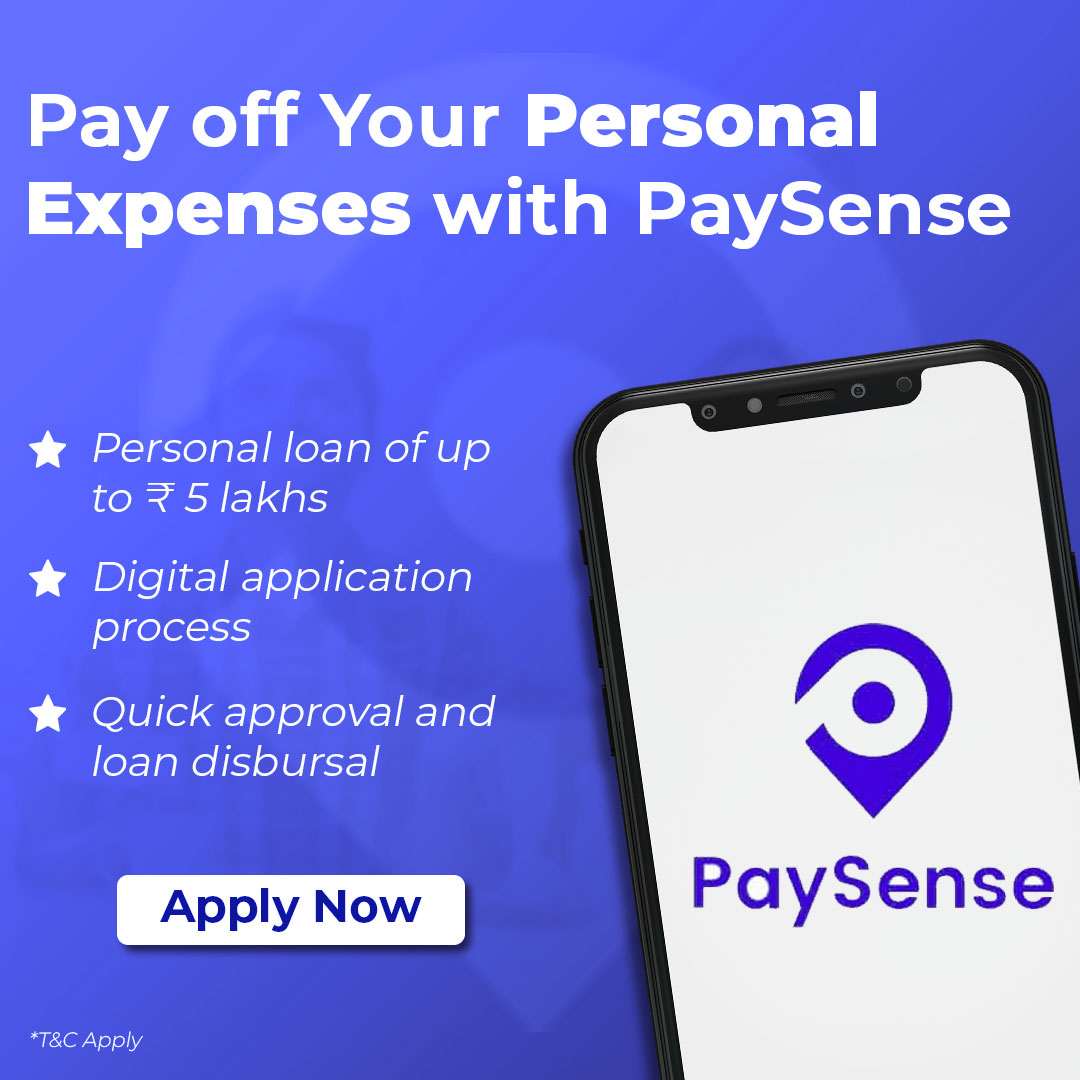 Pay off Your Personal
Expenses with PaySense
Personal loan of up
to ₹ 5 lakhs
Digital application
process
Quick approval and
loan disbursal
Apply Now
PaySense
*T&C Apply